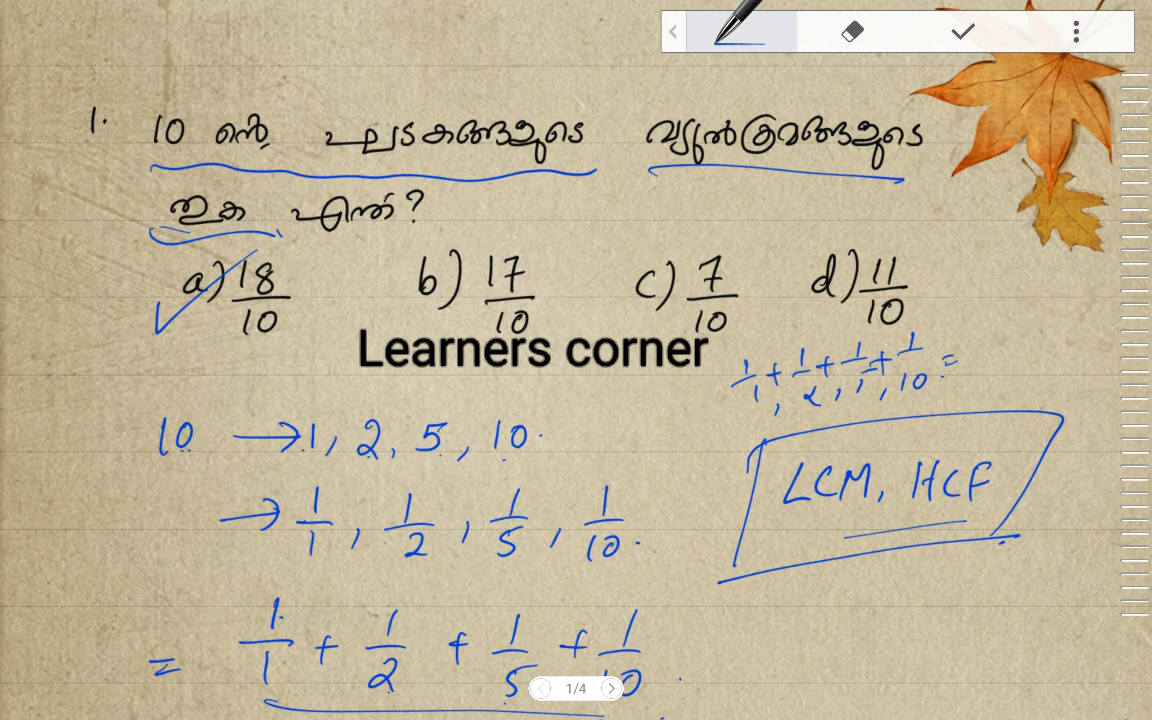 1. 10 ന്റെ ഘടകങ്ങളുടെ വ്യുൽക്രമങ്ങളുടെ
തുക എന്ത്?
a) 18/10 b) 17/10 c) 7/10 d) 11/10
Learners corner
1/1 + 1/2 + 1/5 + 1/10 =
10 → 1, 2, 5, 10.
LCM, HCF
→ 1/1, 1/2, 1/5, 1/10.
= 1/1 + 1/2 + 1/5 + 1/10.
1/4